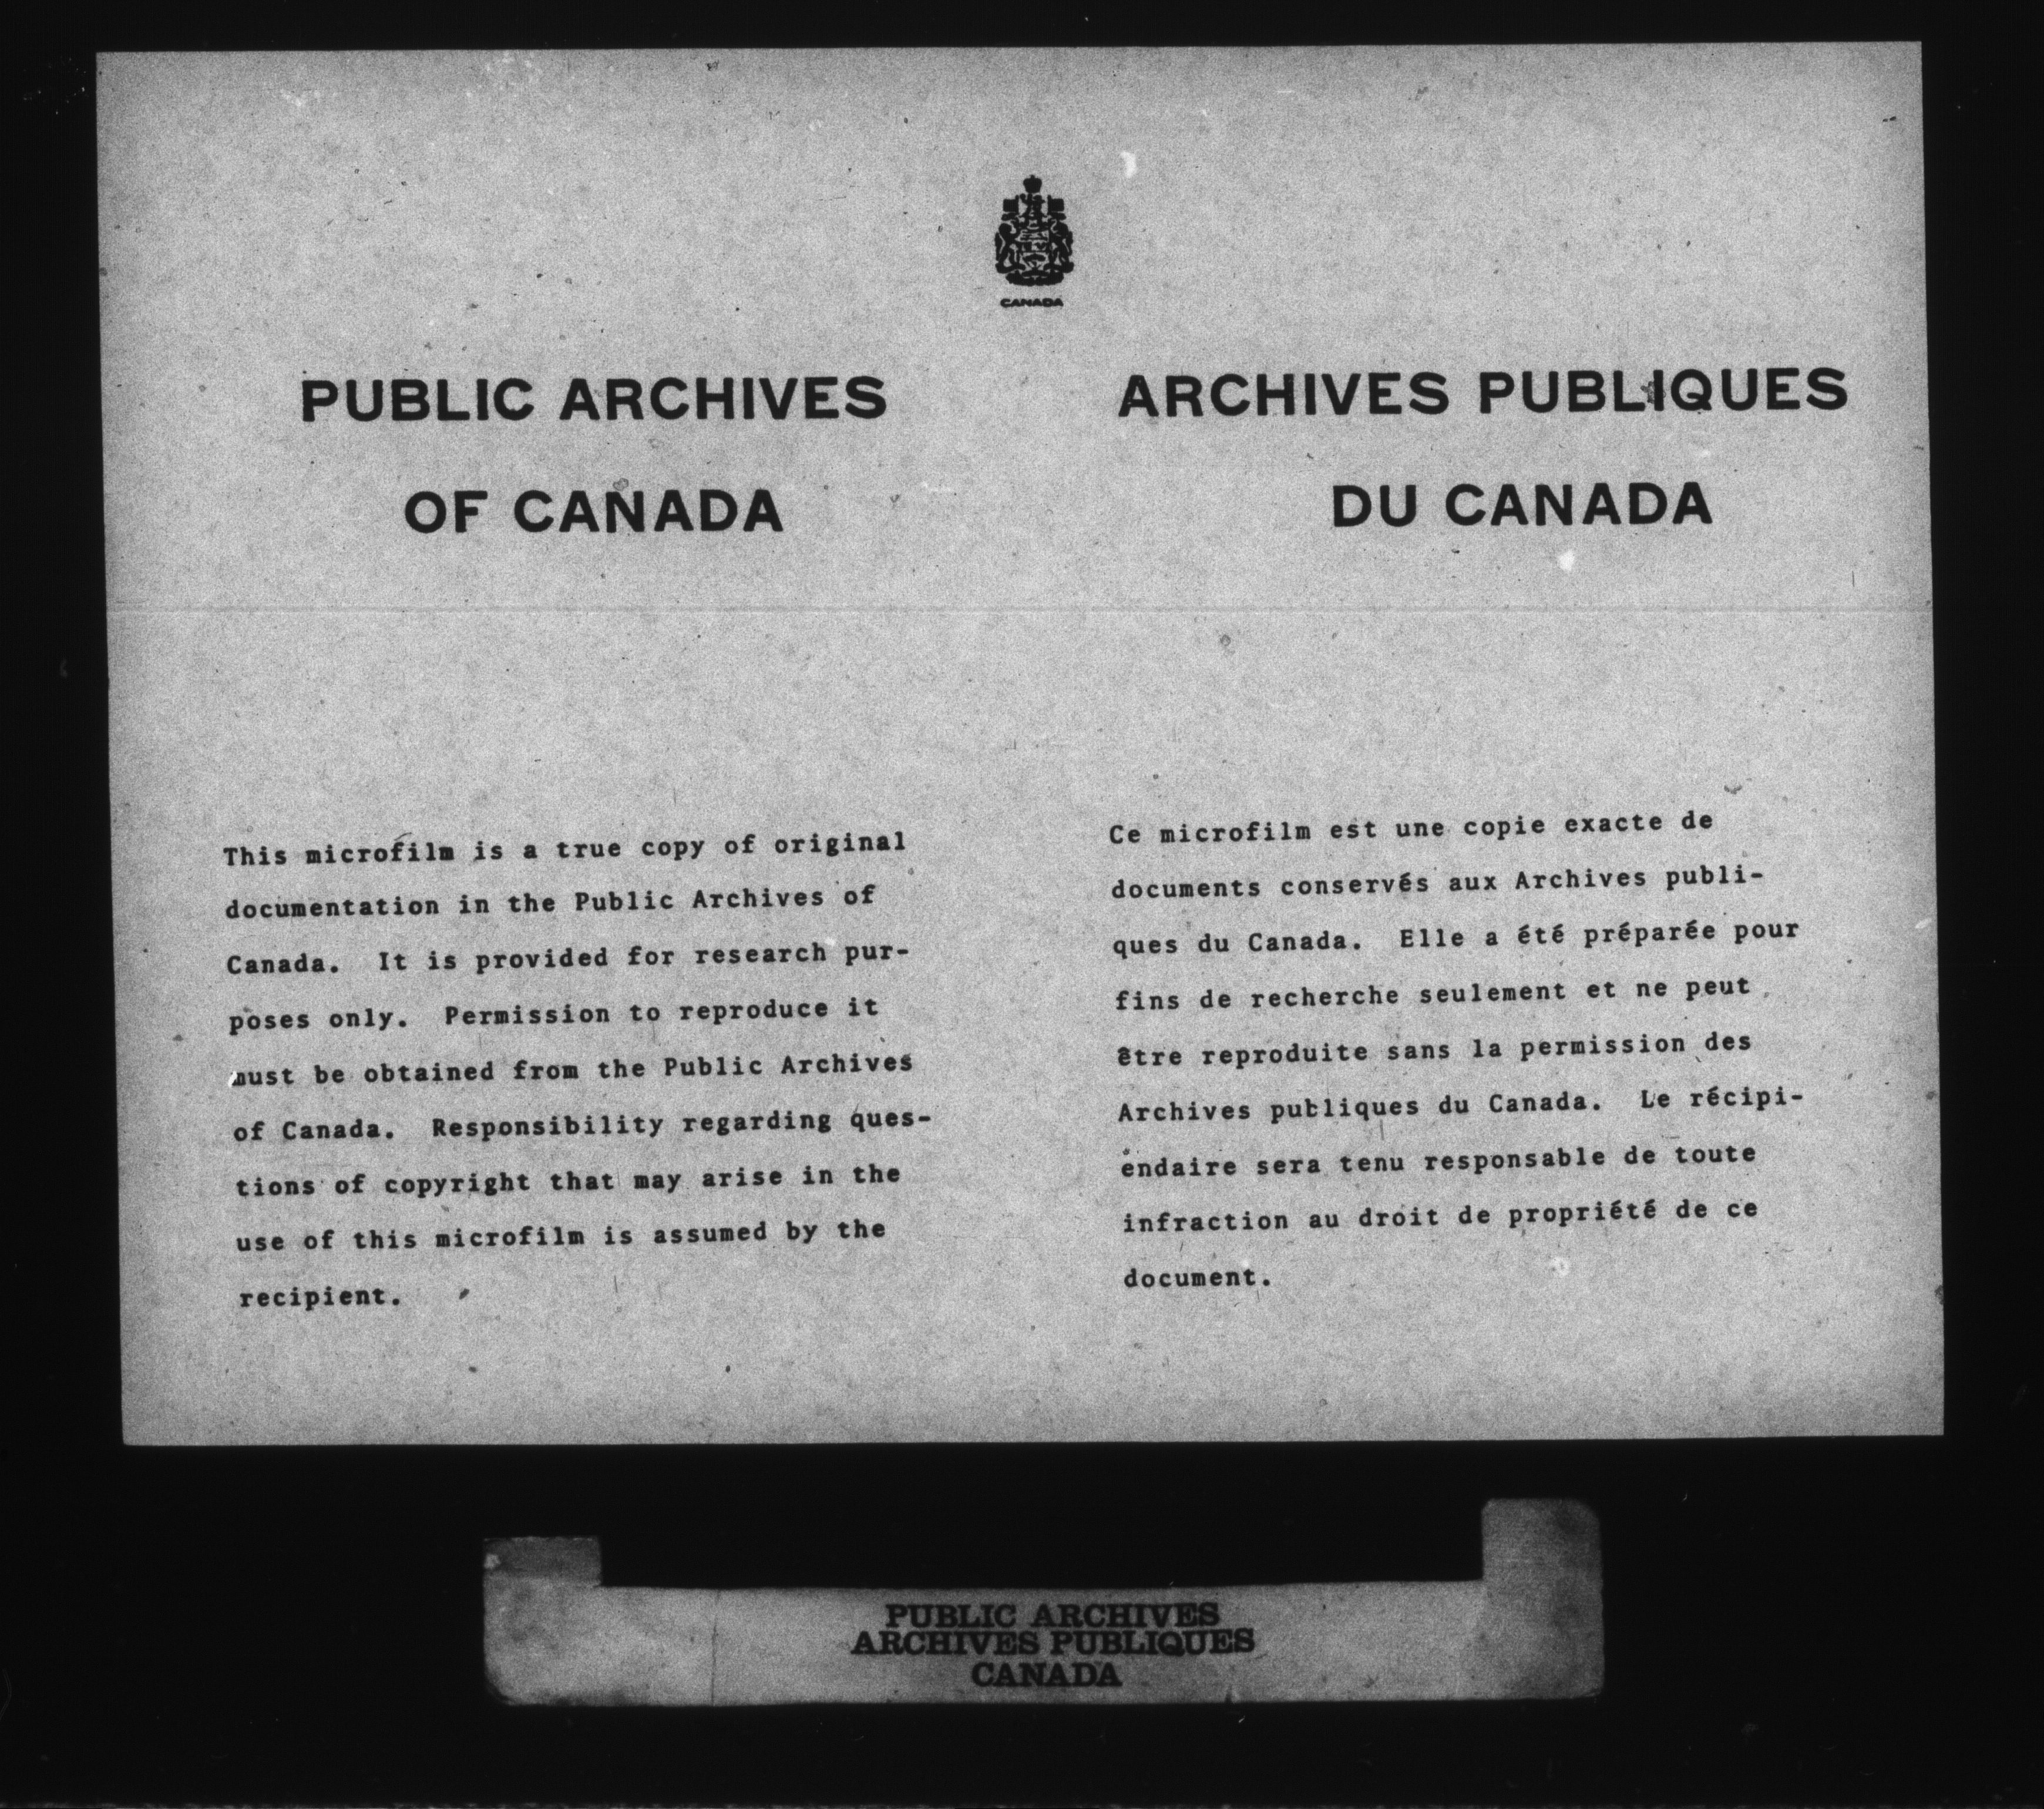 CANADA
PUBLIC ARCHIVES
OF CANADA
This microfilm is a true copy of original
documentation in the Public Archives of
Canada. It is provided for research pur-
poses only. Permission to reproduce it
must be obtained from the Public Archives
of Canada. Responsibility regarding ques-
tions of copyright that may arise in the
use of this microfilm is assumed by the
recipient.
ARCHIVES PUBLIQUES
DU CANADA
Ce microfilm est une copie exacte de
documents conservés aux Archives publi-
ques du Canada. Elle a été préparée pour
fins de recherche seulement et ne peut
être reproduite sans la permission des
Archives publiques du Canada. Le récipi-
endaire sera tenu responsable de toute
infraction au droit de propriété de ce
document.
PUBLIC ARCHIVES
ARCHIVES PUBLIQUES
CANADA